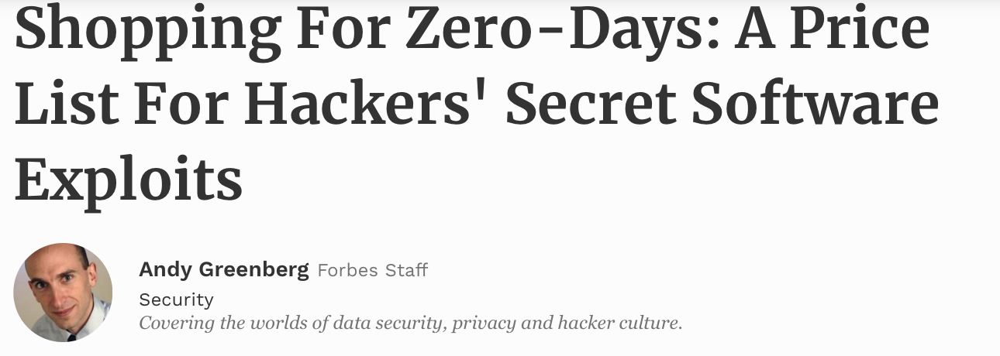 Shopping For Zero-Days: A Price
List For Hackers' Secret Software
Exploits
Andy Greenberg Forbes Staff
Security
Covering the worlds of data security, privacy and hacker culture.